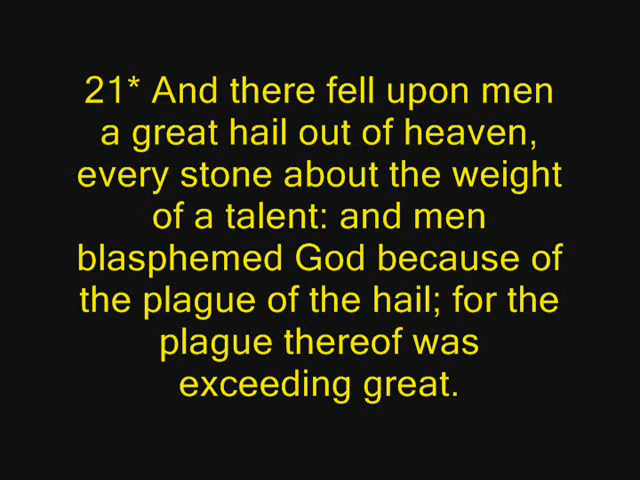 21* And there fell upon men
a great hail out of heaven,
every stone about the weight
of a talent: and men
blasphemed God because of
the plague of the hail; for the
plague thereof was
exceeding great.